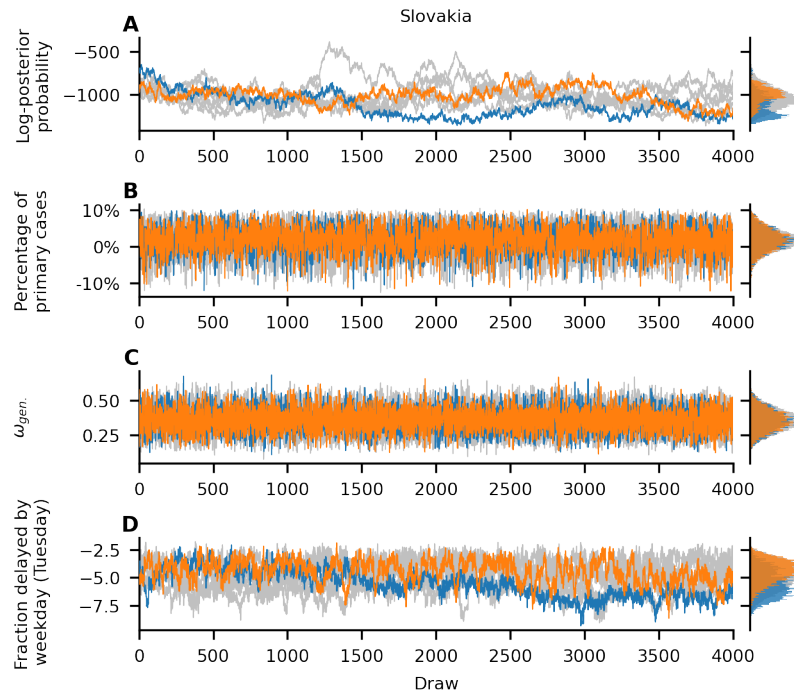 Slovakia
A
Log-posterior
probability
−500
−1000
0 500 1000 1500 2000 2500 3000 3500 4000
B
Percentage of
primary cases
10%
0%
-10%
0 500 1000 1500 2000 2500 3000 3500 4000
C
ωgen.
0.50
0.25
0 500 1000 1500 2000 2500 3000 3500 4000
D
Fraction delayed by
weekday (Tuesday)
−2.5
−5.0
−7.5
0 500 1000 1500 2000 2500 3000 3500 4000
Draw